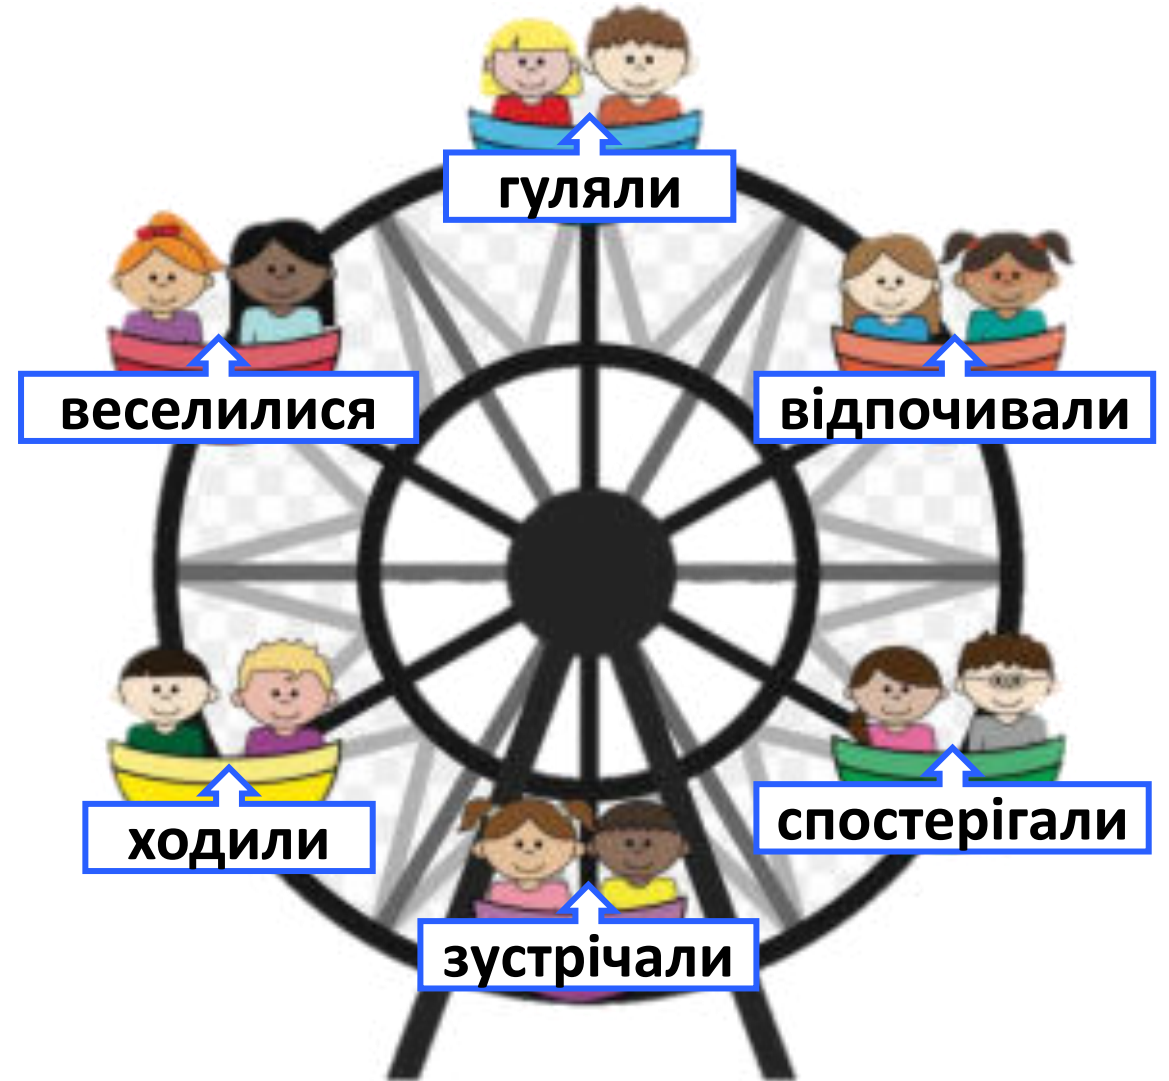 гуляли
веселилися
відпочивали
ходили
спостерігали
зустрічали